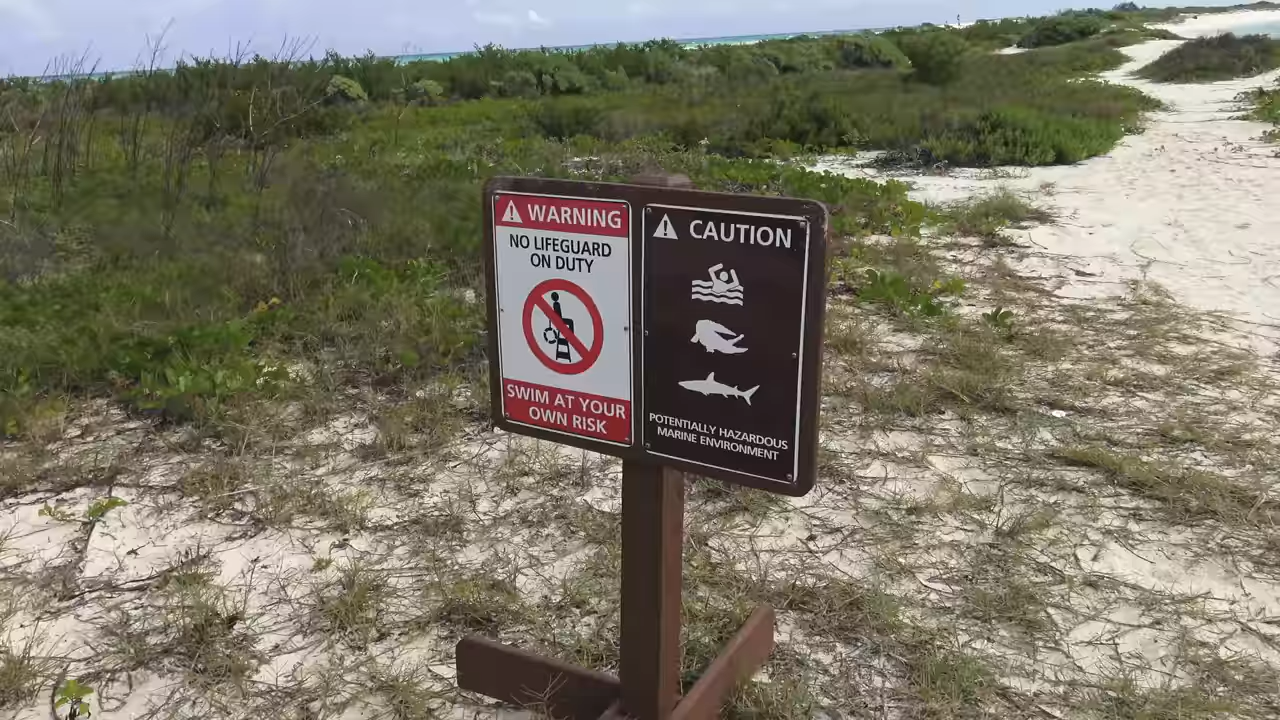 WARNING
NO LIFEGUARD
ON DUTY
SWIM AT YOUR
OWN RISK
CAUTION
POTENTIALLY HAZARDOUS
MARINE ENVIRONMENT